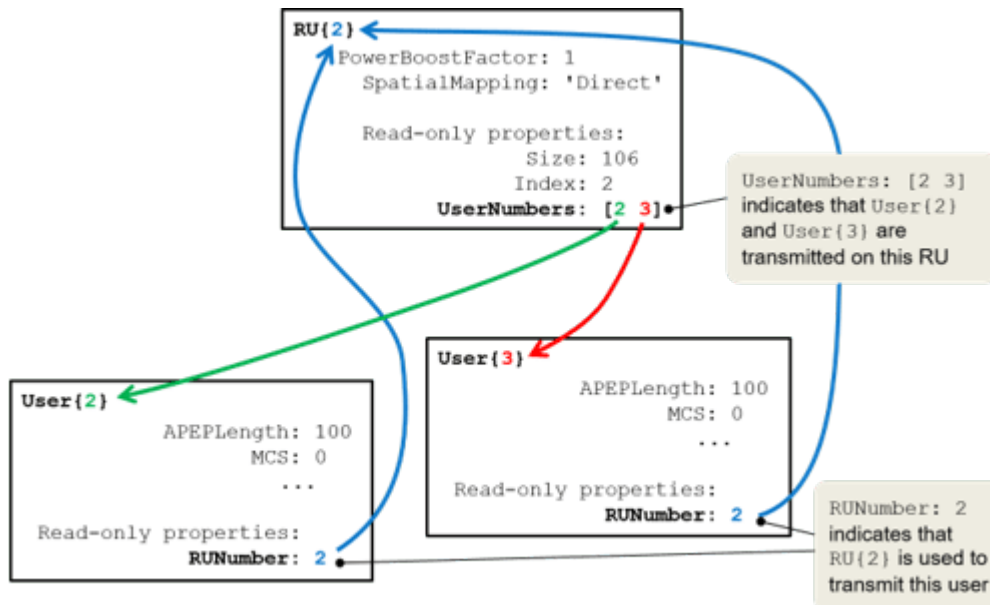 RU{2}
PowerBoostFactor: 1
SpatialMapping: 'Direct'
Read-only properties:
Size: 106
Index: 2
UserNumbers: [2 3]
UserNumbers: [2 3]
indicates that User{2}
and User{3} are
transmitted on this RU
User{2}
APEPLength: 100
MCS: 0
...
Read-only properties:
RUNumber: 2
User{3}
APEPLength: 100
MCS: 0
...
Read-only properties:
RUNumber: 2
RUNumber: 2
indicates that
RU{2} is used to
transmit this user